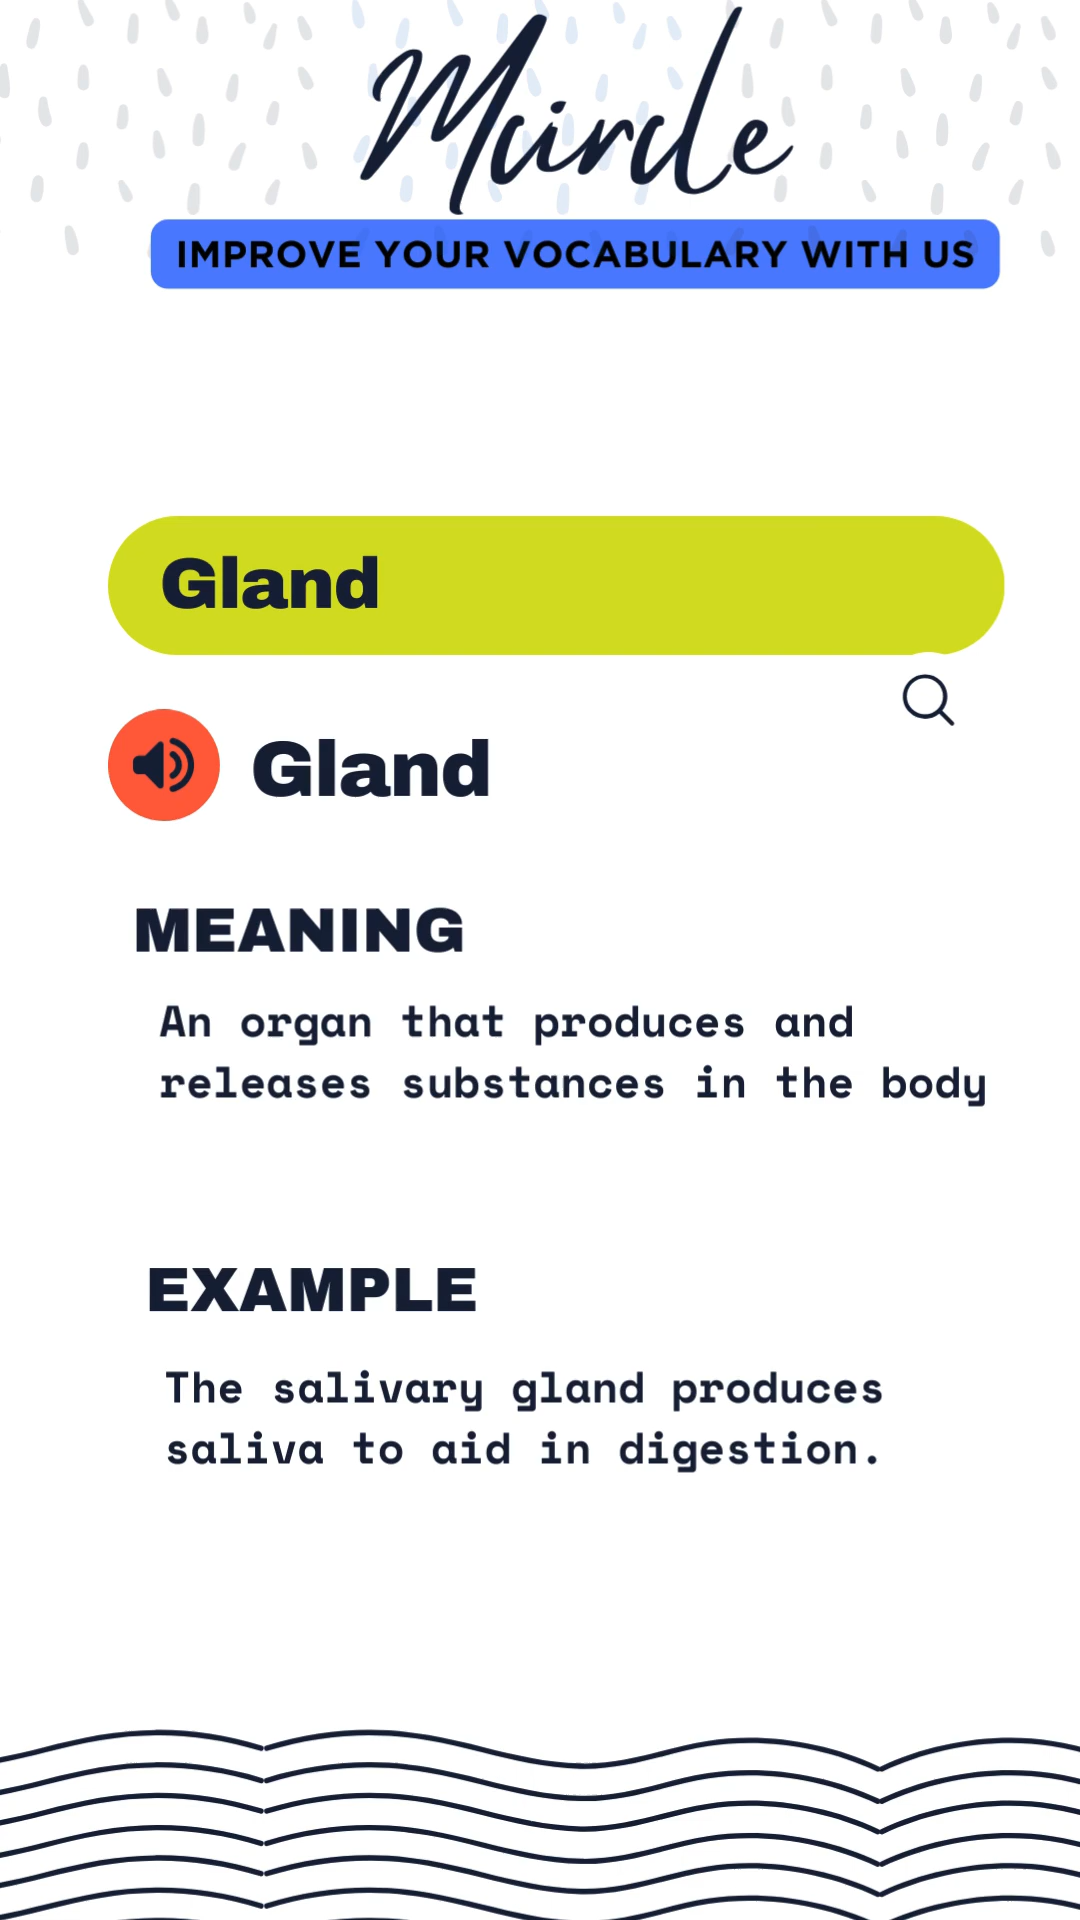 IMPROVE YOUR VOCABULARY WITH US
Gland
Gland
MEANING
An organ that produces and
releases substances in the body
EXAMPLE
The salivary gland produces
saliva to aid in digestion.